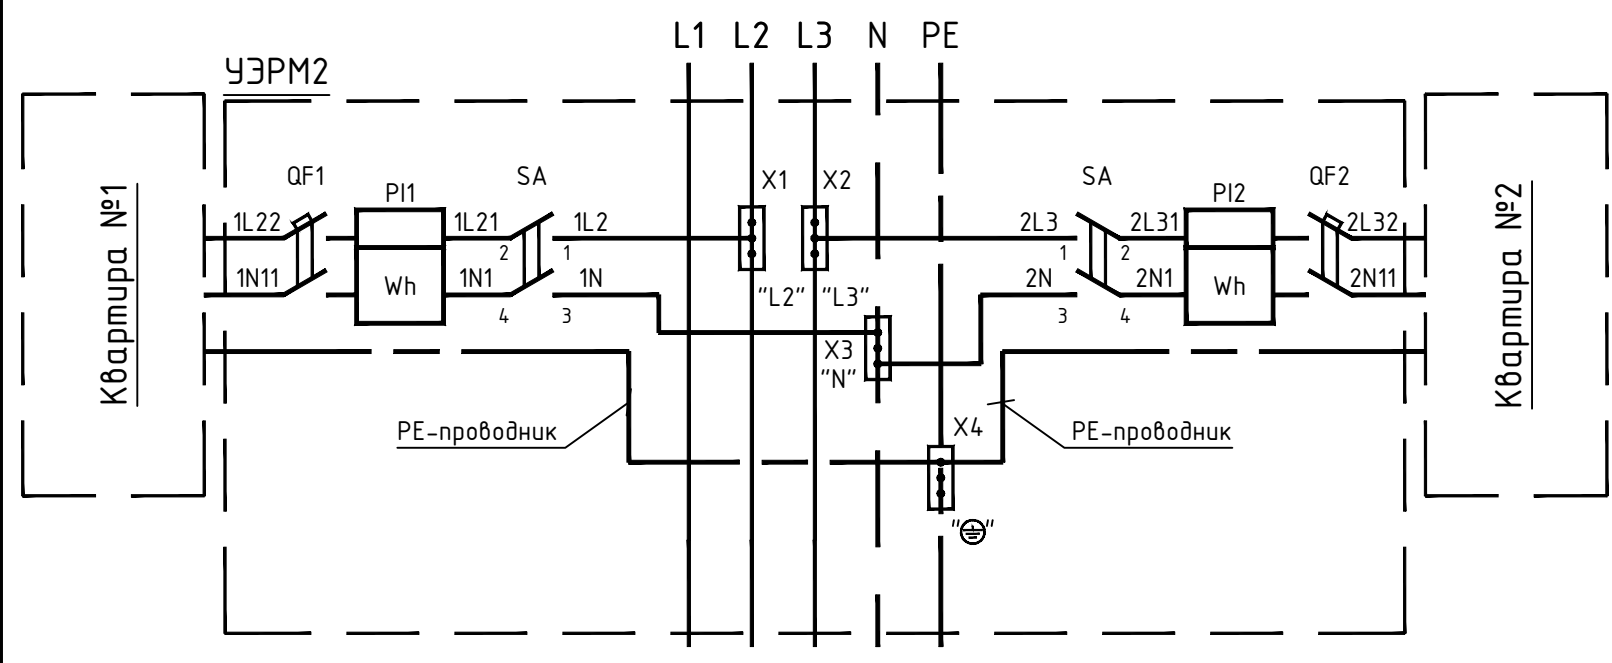 L1 L2 L3 N PE
УЭРМ2
QF1 SA X1 X2 SA QF2
PI1 PI2
1L22 1L21 1L2 2L3 2L31 2L32
2 1 1 2
1N11 Wh 1N1 1N "L2" "L3" 2N 2N1 Wh 2N11
4 3 3 4
X3
"N"
Квартира №1
Квартира №2
PE-проводник X4 PE-проводник
"⏚"